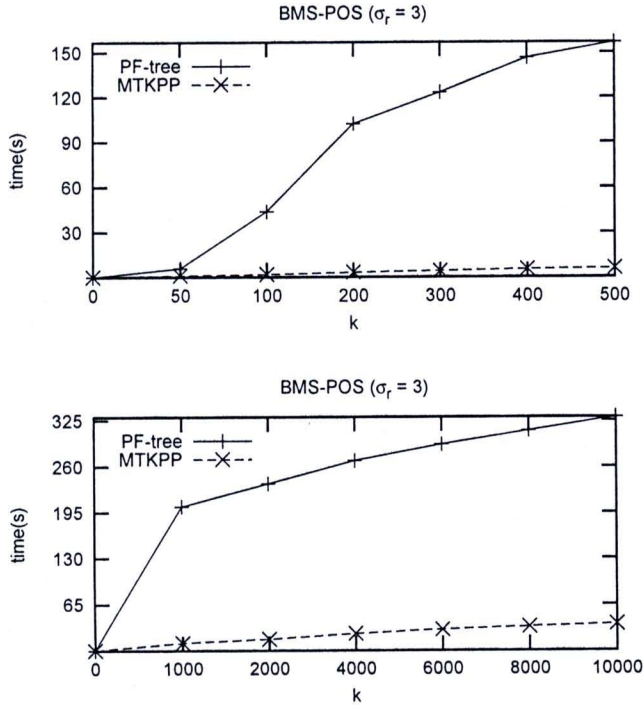 BMS-POS (σr = 3)
150
120
90
60
30
time(s)
PF-tree
MTKPP
0 50 100 200 300 400 500
k
BMS-POS (σr = 3)
325
260
195
130
65
time(s)
PF-tree
MTKPP
0 1000 2000 4000 6000 8000 10000
k